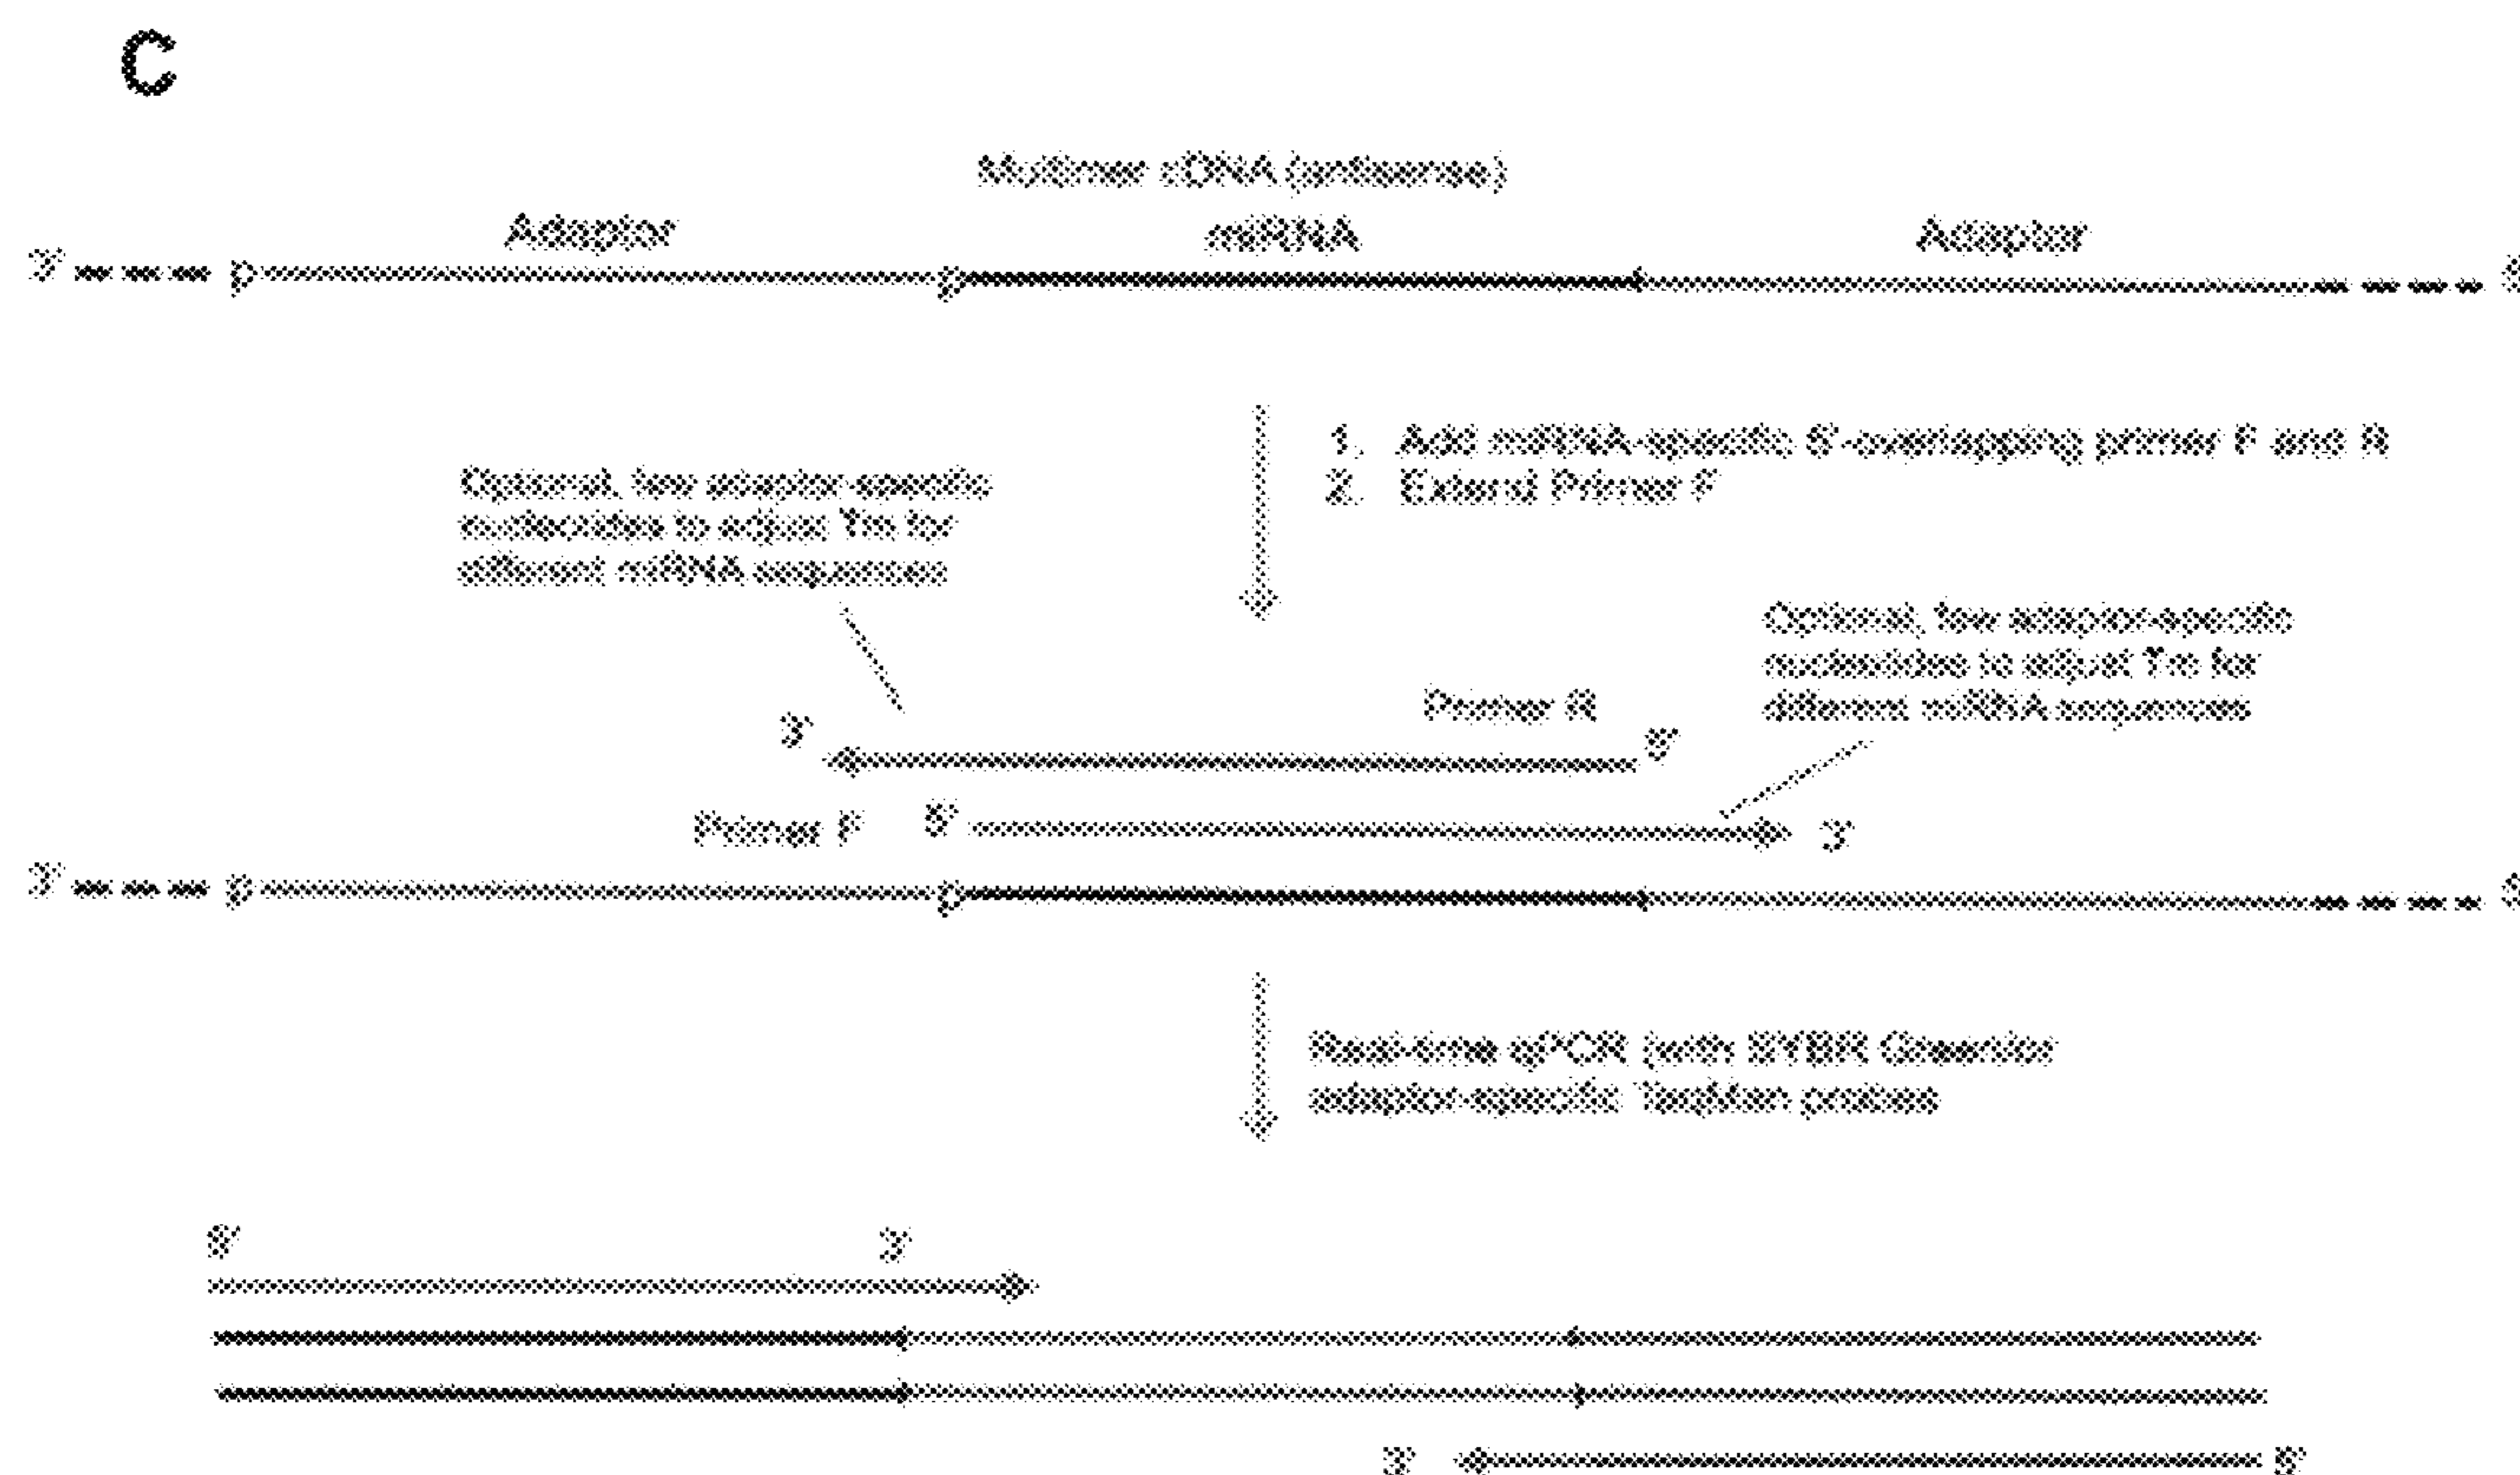 C
Multimer cDNA (antisense)
Adaptor miRNA Adaptor
3'
1. Add miRNA-specific 5'-overlapping primer F and R
2. Extend Primer F
Optional, few adaptor-specific
nucleotides to adjust Tm for
different miRNA sequences
Optional, few adaptor-specific
nucleotides to adjust Tm for
different miRNA sequences
Primer R
3' 5'
Primer F 5' 3'
3'
Real-time qPCR (with SYBR Green or
adaptor-specific TaqMan probes
5' 3'
3' 5'